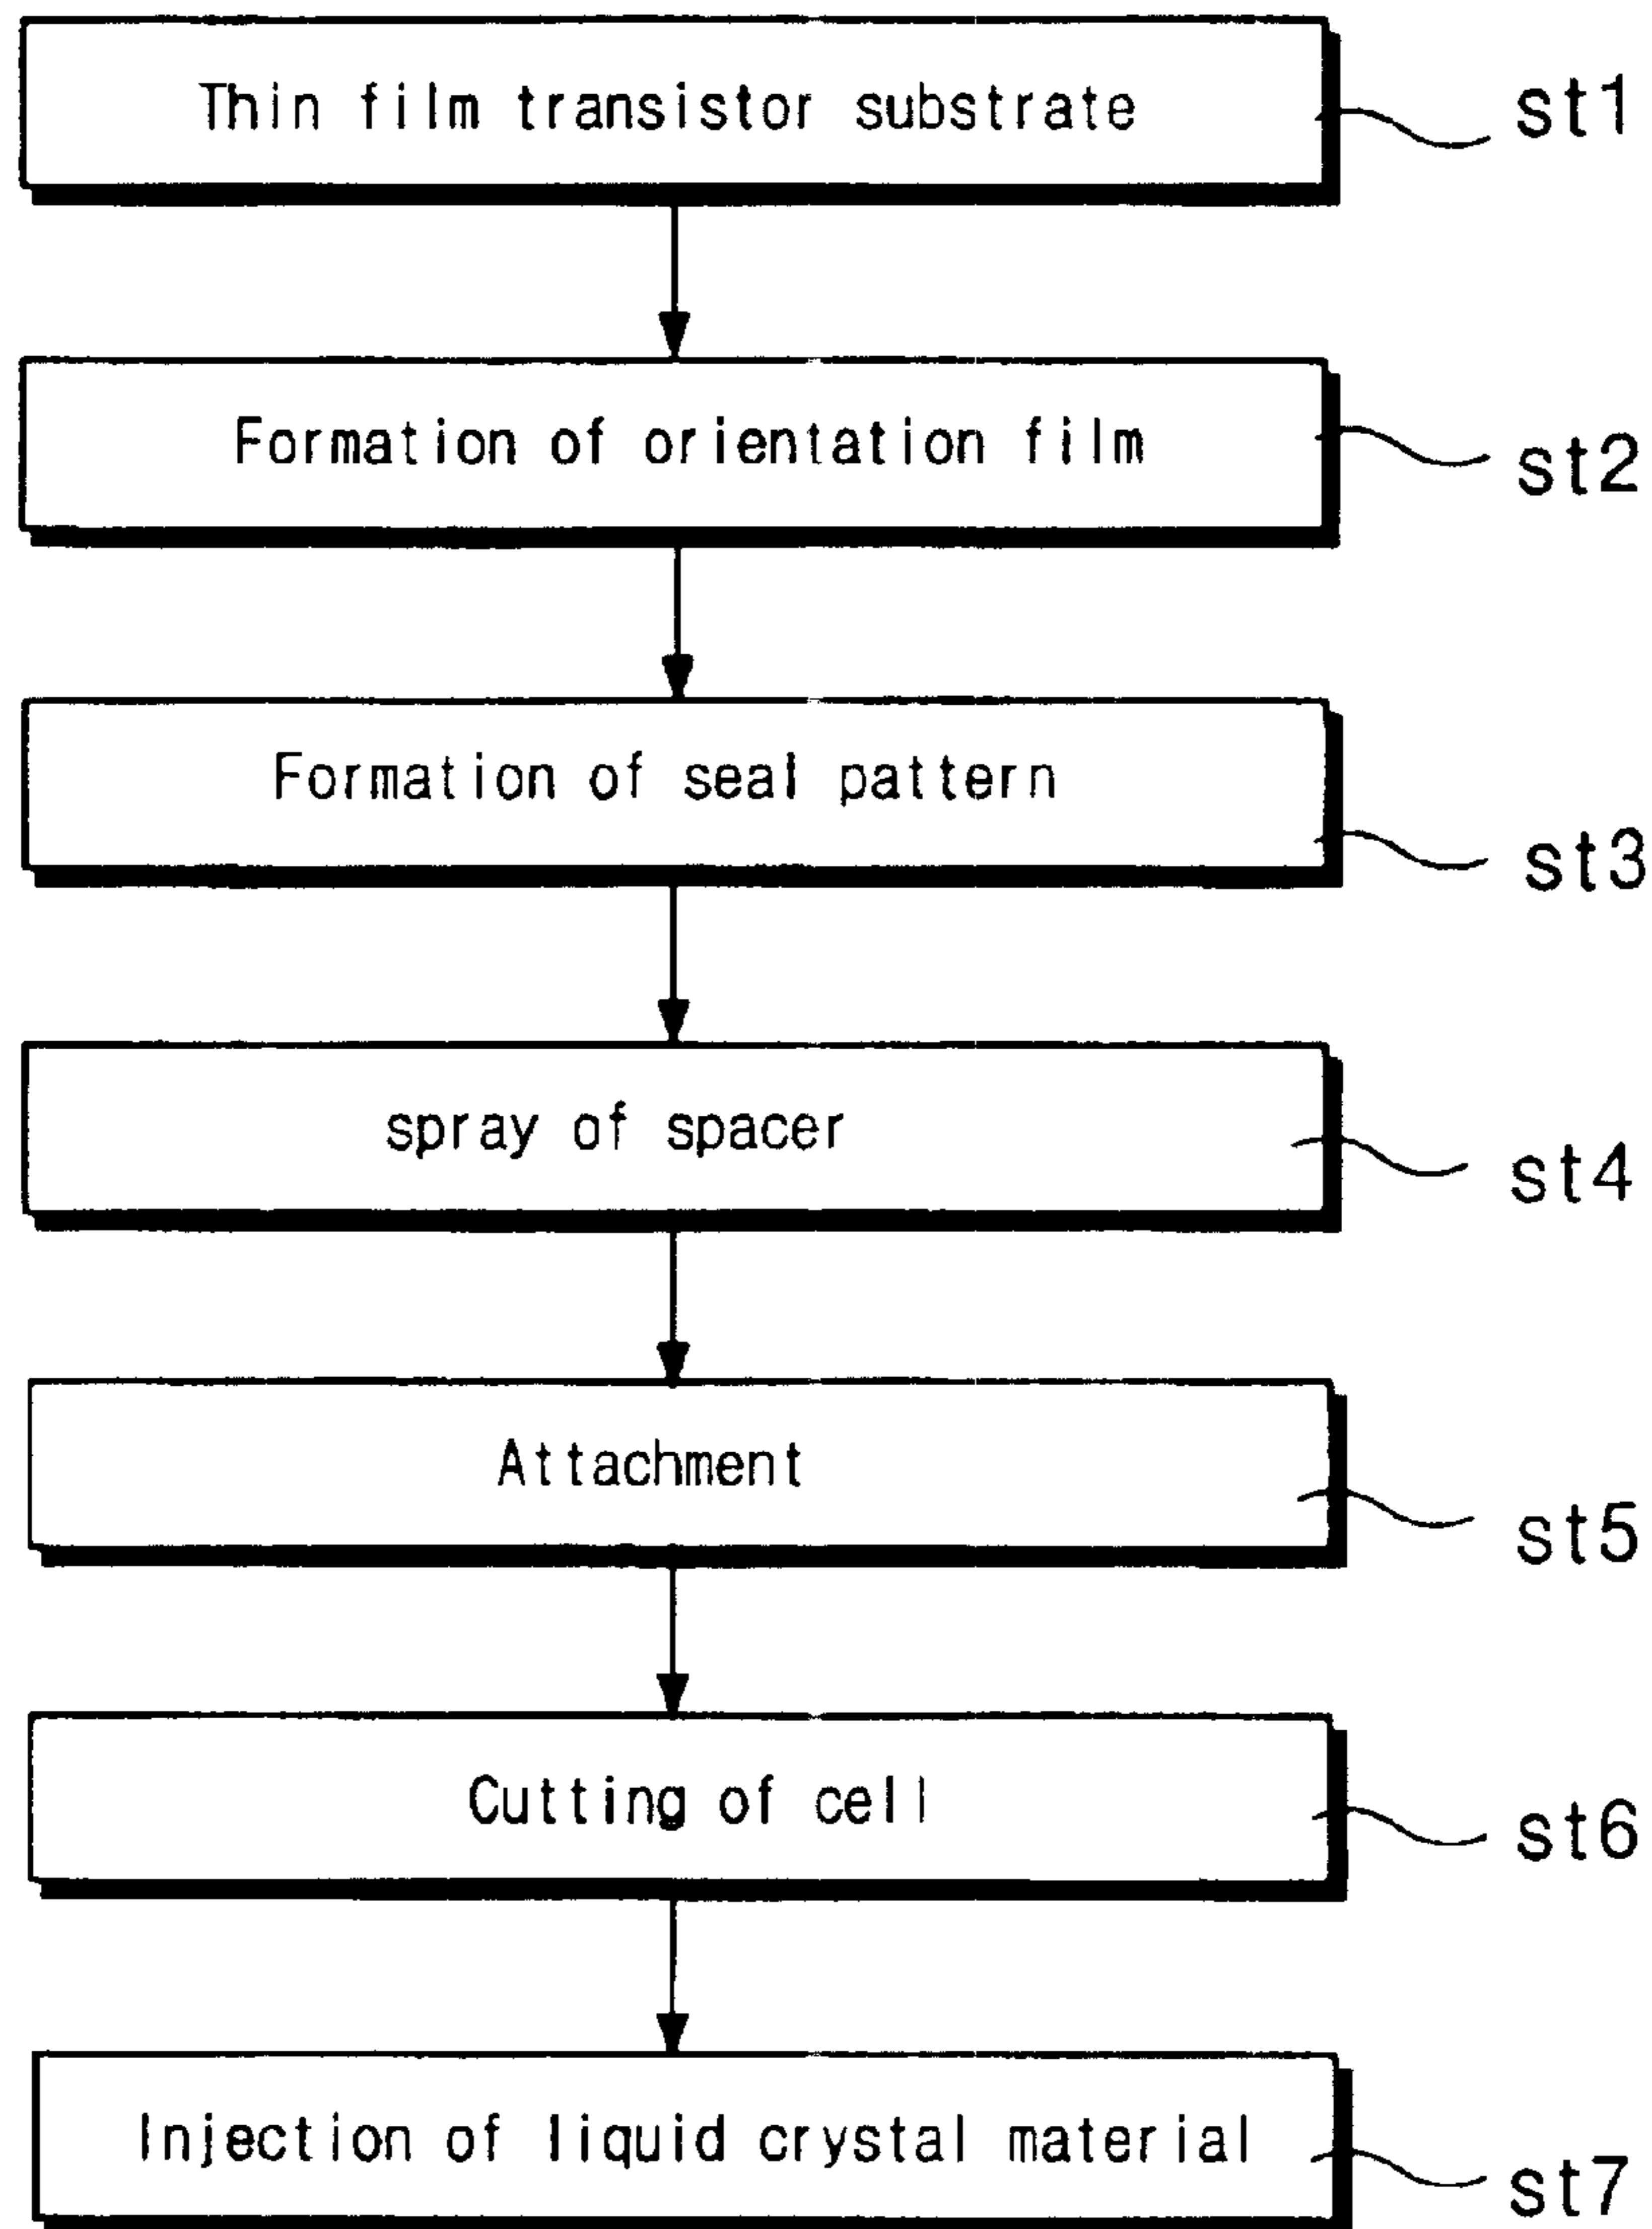 Thin film transistor substrate st1
Formation of orientation film st2
Formation of seal pattern st3
spray of spacer st4
Attachment st5
Cutting of cell st6
Injection of liquid crystal material st7